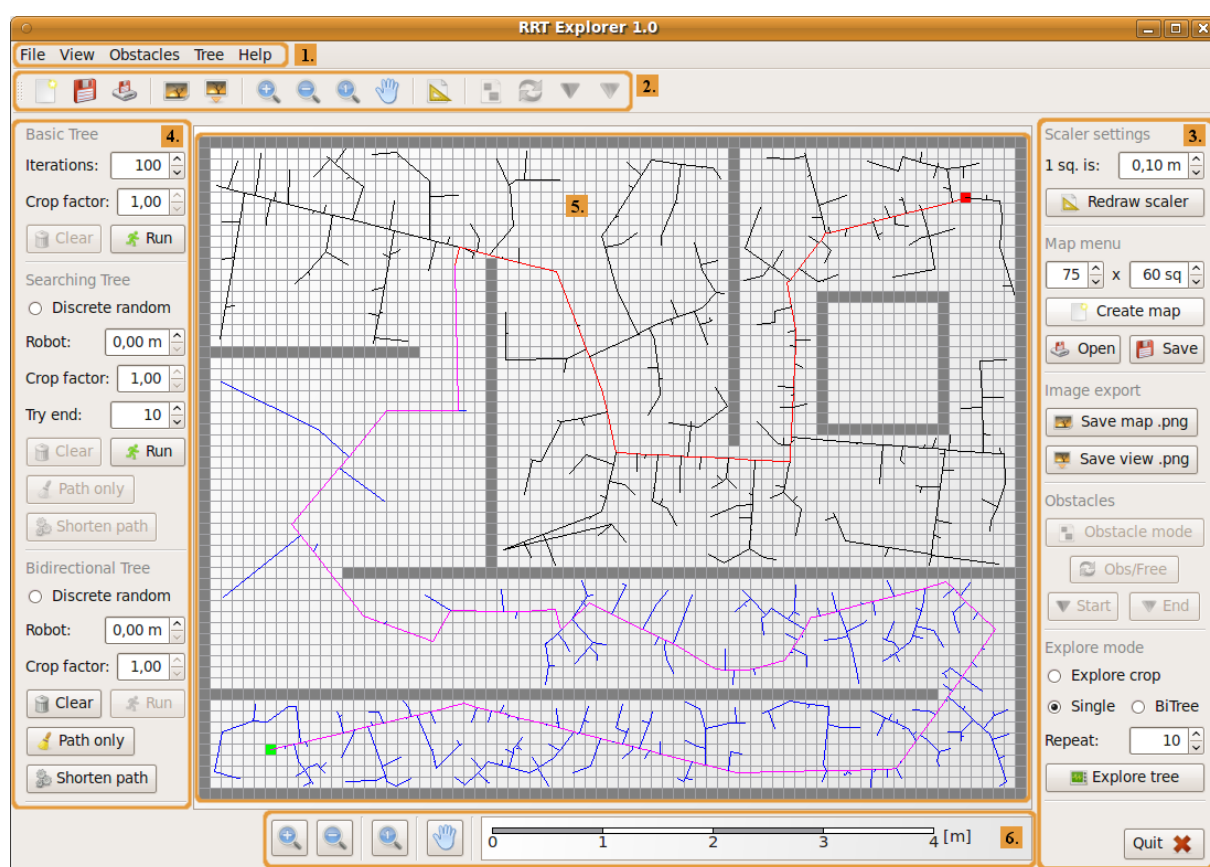 RRT Explorer 1.0
File View Obstacles Tree Help
1.
2.
4.
Basic Tree
Iterations: 100
Crop factor: 1,00
Clear Run
Searching Tree
Discrete random
Robot: 0,00 m
Crop factor: 1,00
Try end: 10
Clear Run
Path only
Shorten path
Bidirectional Tree
Discrete random
Robot: 0,00 m
Crop factor: 1,00
Clear Run
Path only
Shorten path
5.
Scaler settings
3.
1 sq. is: 0,10 m
Redraw scaler
Map menu
75 x 60 sq
Create map
Open Save
Image export
Save map .png
Save view .png
Obstacles
Obstacle mode
Obs/Free
Start End
Explore mode
Explore crop
Single BiTree
Repeat: 10
Explore tree
Quit
0 1 2 3 4 [m]
6.